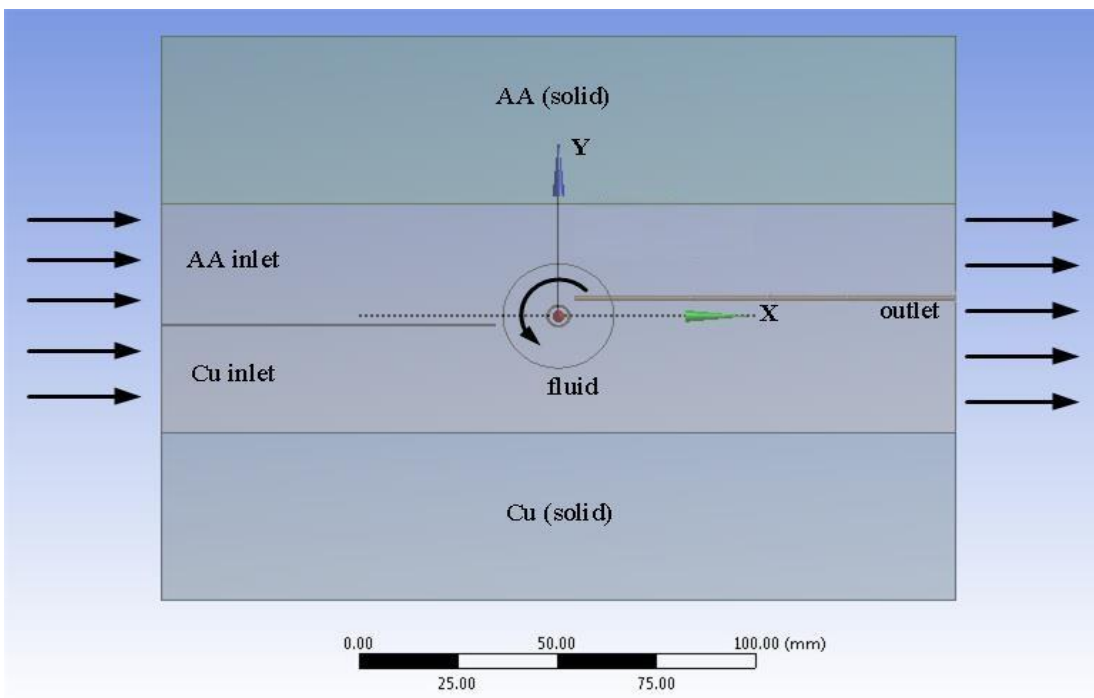 AA (solid)
Y
AA inlet
X
outlet
Cu inlet
fluid
Cu (solid)
0.00 50.00 100.00 (mm)
25.00 75.00